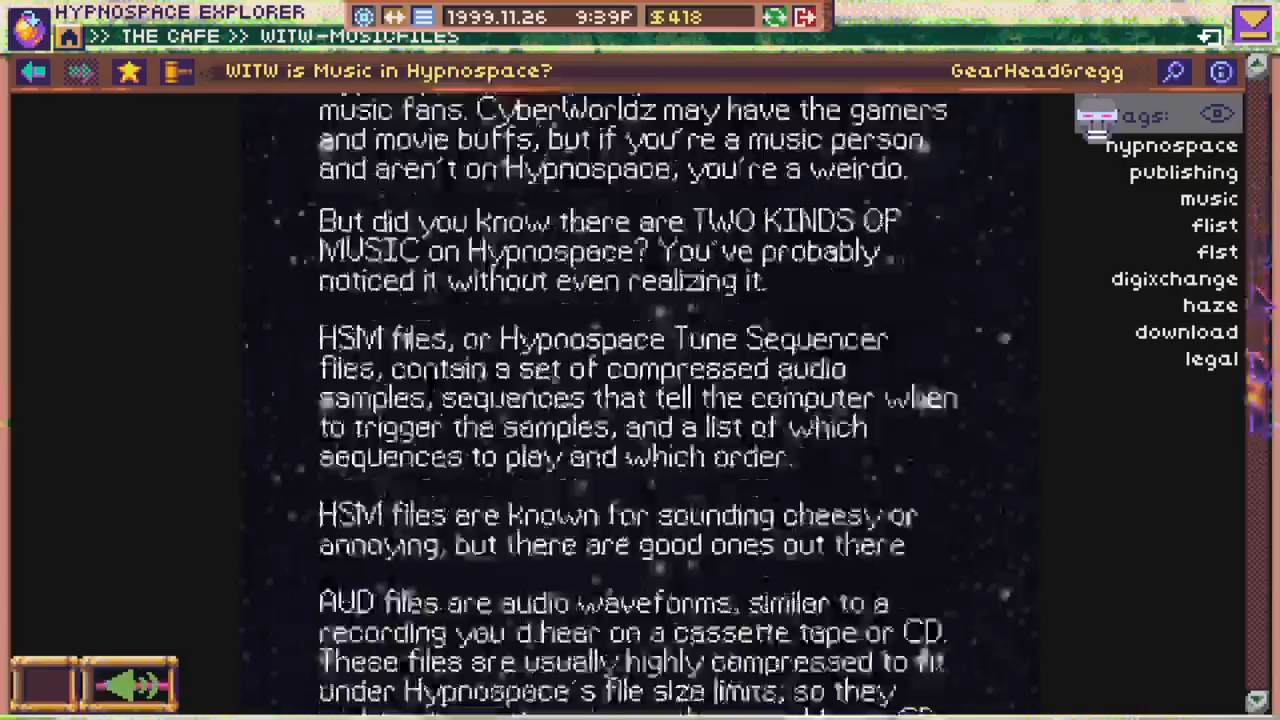 HYPNOSPACE EXPLORER
1999.11.26 9:39P 418
>> THE CAFE >> WITW-MUSICFILES
WITW is Music in Hypnospace? GearHeadGregg
music fans. CyberWorldz may have the gamers
and movie buffs, but if you're a music person,
and aren't on Hypnospace, you're a weirdo.
But did you know there are TWO KINDS OF
MUSIC on Hypnospace? You've probably
noticed it without even realizing it.
HSM files, or Hypnospace Tune Sequencer
files, contain a set of compressed audio
samples, sequences that tell the computer when
to trigger the samples, and a list of which
sequences to play and which order.
HSM files are known for sounding cheesy or
annoying, but there are good ones out there
AUD files are audio waveforms, similar to a
recording you'd hear on a cassette tape or CD.
These files are usually highly compressed to fit
under Hypnospace's file size limits, so they
ags:
hypnospace
publishing
music
flist
fist
digixchange
haze
download
legal